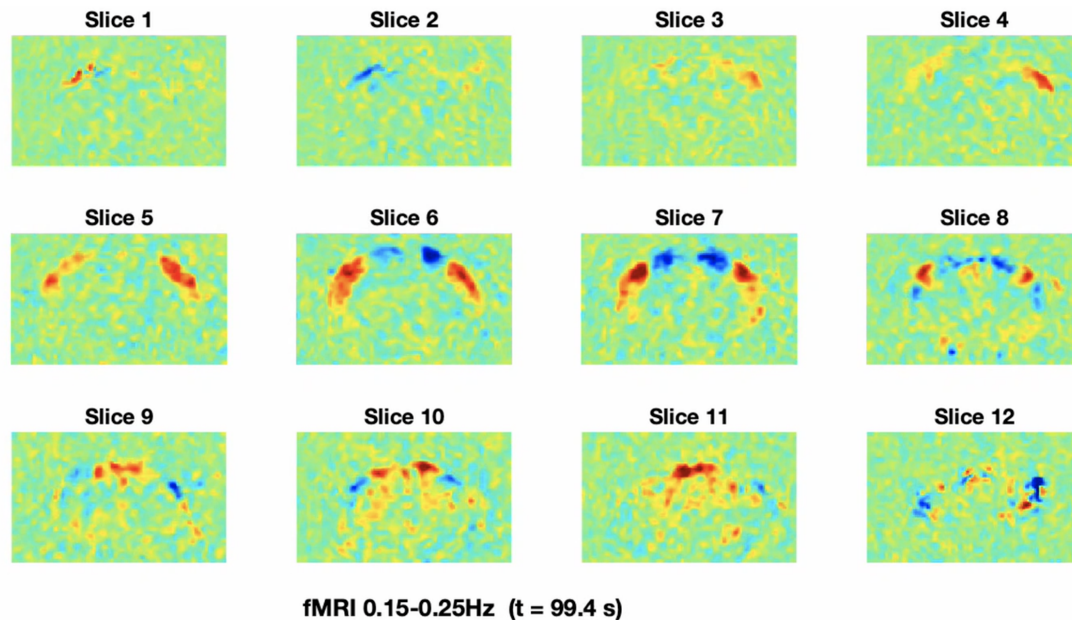 Slice 1
Slice 2
Slice 3
Slice 4
Slice 5
Slice 6
Slice 7
Slice 8
Slice 9
Slice 10
Slice 11
Slice 12
fMRI 0.15-0.25Hz (t = 99.4 s)